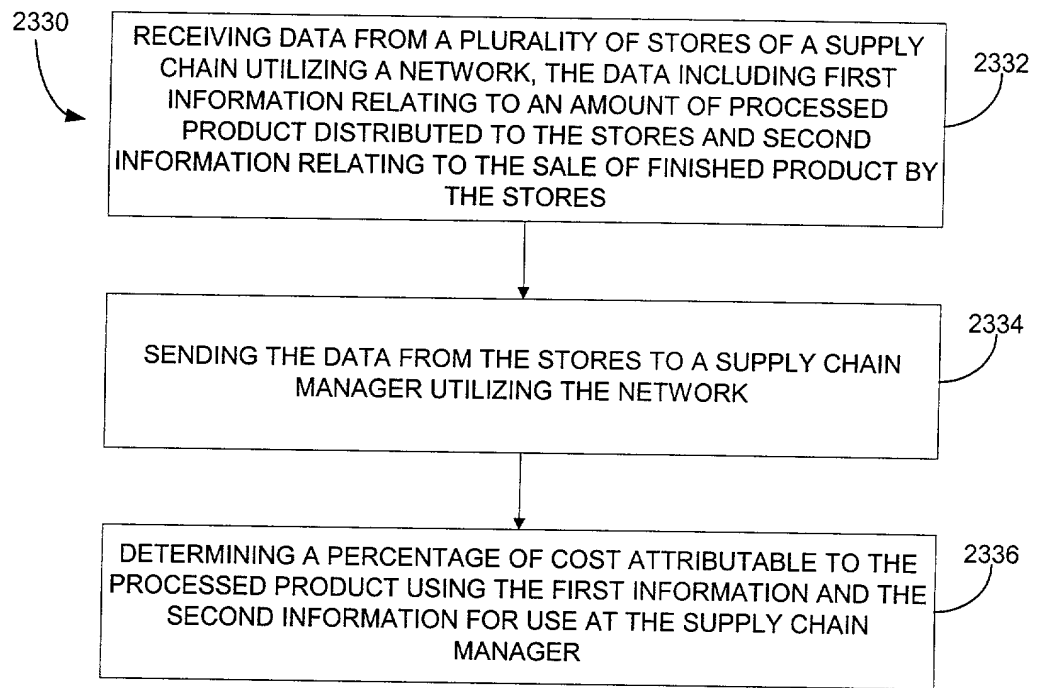 2330
RECEIVING DATA FROM A PLURALITY OF STORES OF A SUPPLY
CHAIN UTILIZING A NETWORK, THE DATA INCLUDING FIRST
INFORMATION RELATING TO AN AMOUNT OF PROCESSED
PRODUCT DISTRIBUTED TO THE STORES AND SECOND
INFORMATION RELATING TO THE SALE OF FINISHED PRODUCT BY
THE STORES
2332
SENDING THE DATA FROM THE STORES TO A SUPPLY CHAIN
MANAGER UTILIZING THE NETWORK
2334
DETERMINING A PERCENTAGE OF COST ATTRIBUTABLE TO THE
PROCESSED PRODUCT USING THE FIRST INFORMATION AND THE
SECOND INFORMATION FOR USE AT THE SUPPLY CHAIN
MANAGER
2336